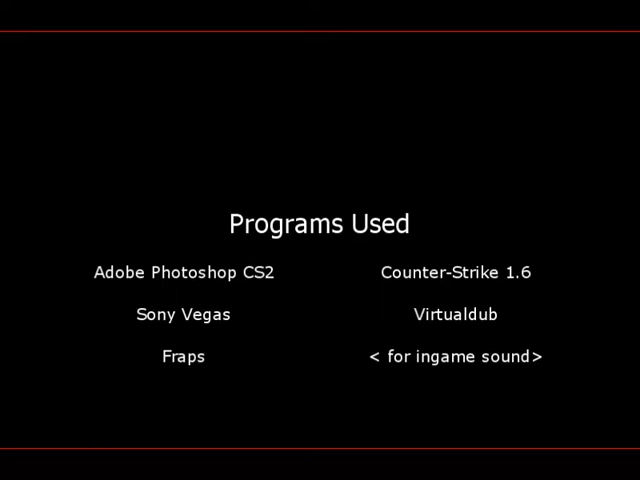 Programs Used
Adobe Photoshop CS2 Counter-Strike 1.6
Sony Vegas Virtualdub
Fraps < for ingame sound>